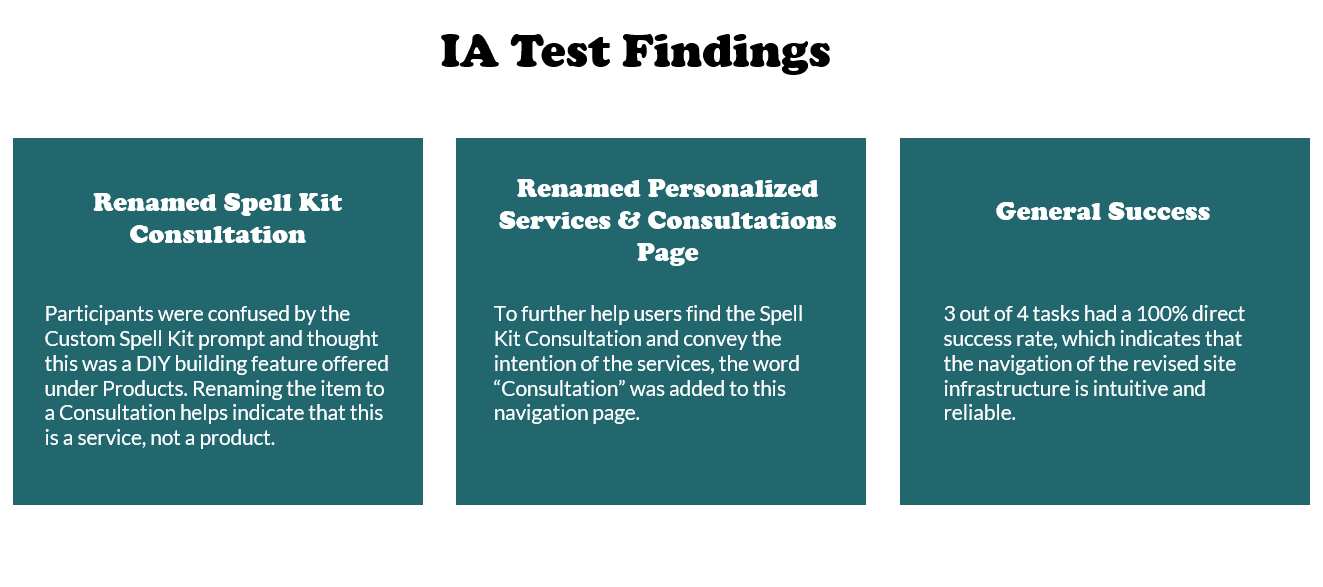 IA Test Findings
Renamed Spell Kit
Consultation
Participants were confused by the
Custom Spell Kit prompt and thought
this was a DIY building feature offered
under Products. Renaming the item to
a Consultation helps indicate that this
is a service, not a product.
Renamed Personalized
Services & Consultations
Page
To further help users find the Spell
Kit Consultation and convey the
intention of the services, the word
“Consultation” was added to this
navigation page.
General Success
3 out of 4 tasks had a 100% direct
success rate, which indicates that
the navigation of the revised site
infrastructure is intuitive and
reliable.